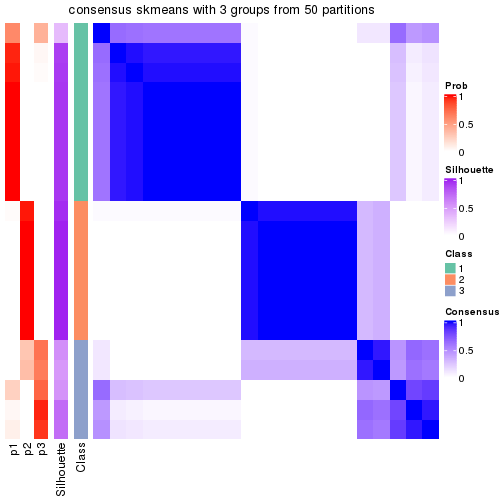 consensus skmeans with 3 groups from 50 partitions
Prob
1
0.5
0
Silhouette
1
0.5
0
Class
1
2
3
Consensus
1
0.5
0
p1
p2
p3
Silhouette
Class